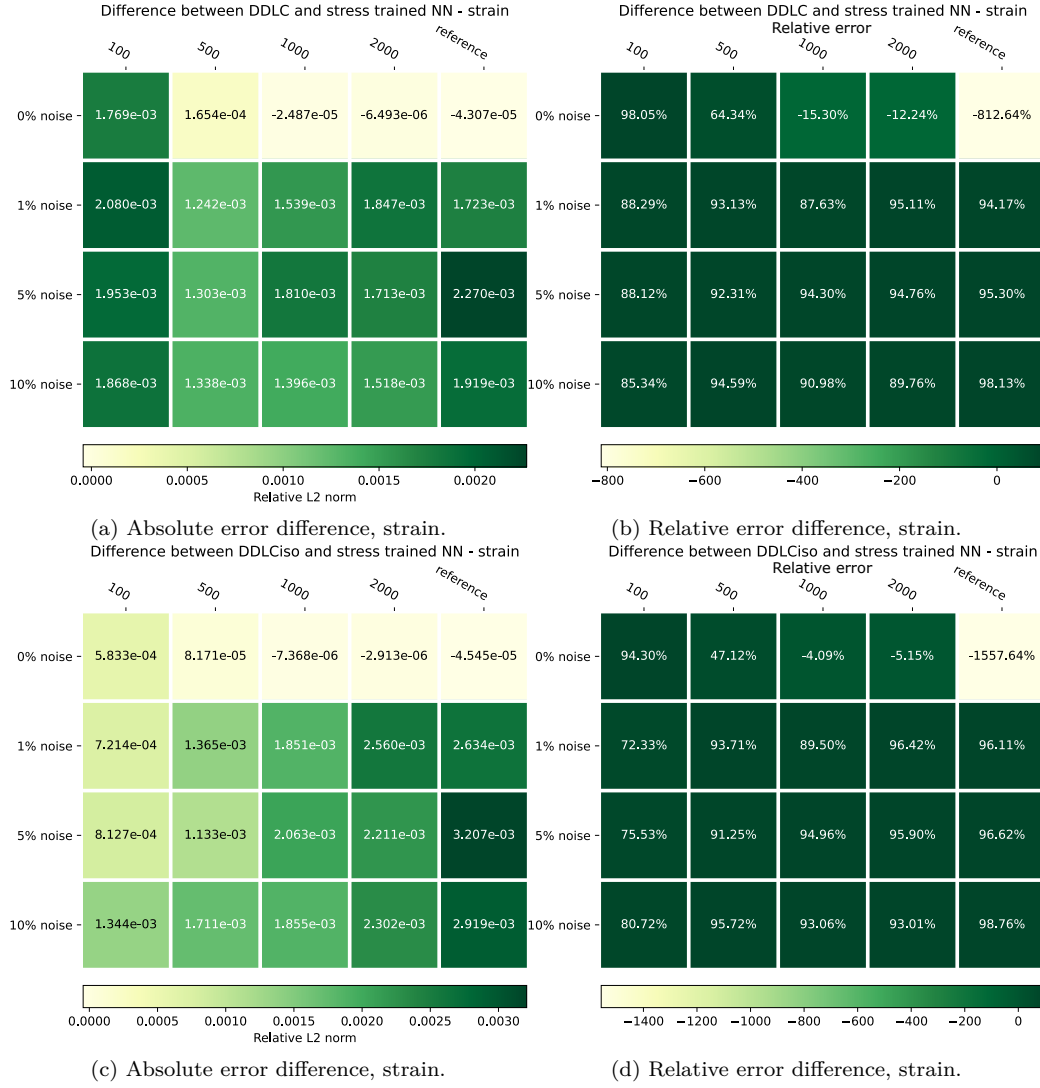 Difference between DDLC and stress trained NN - strain
100 500 1000 2000 reference
0% noise 1.769e-03 1.654e-04 -2.487e-05 -6.493e-06 -4.307e-05
1% noise 2.080e-03 1.242e-03 1.539e-03 1.847e-03 1.723e-03
5% noise 1.953e-03 1.303e-03 1.810e-03 1.713e-03 2.270e-03
10% noise 1.868e-03 1.338e-03 1.396e-03 1.518e-03 1.919e-03
0.0000 0.0005 0.0010 0.0015 0.0020
Relative L2 norm
(a) Absolute error difference, strain.
Difference between DDLC and stress trained NN - strain
Relative error
100 500 1000 2000 reference
0% noise 98.05% 64.34% -15.30% -12.24% -812.64%
1% noise 88.29% 93.13% 87.63% 95.11% 94.17%
5% noise 88.12% 92.31% 94.30% 94.76% 95.30%
10% noise 85.34% 94.59% 90.98% 89.76% 98.13%
−800 −600 −400 −200 0
(b) Relative error difference, strain.
Difference between DDLCiso and stress trained NN - strain
100 500 1000 2000 reference
0% noise 5.833e-04 8.171e-05 -7.368e-06 -2.913e-06 -4.545e-05
1% noise 7.214e-04 1.365e-03 1.851e-03 2.560e-03 2.634e-03
5% noise 8.127e-04 1.133e-03 2.063e-03 2.211e-03 3.207e-03
10% noise 1.344e-03 1.711e-03 1.855e-03 2.302e-03 2.919e-03
0.0000 0.0005 0.0010 0.0015 0.0020 0.0025 0.0030
Relative L2 norm
(c) Absolute error difference, strain.
Difference between DDLCiso and stress trained NN - strain
Relative error
100 500 1000 2000 reference
0% noise 94.30% 47.12% -4.09% -5.15% -1557.64%
1% noise 72.33% 93.71% 89.50% 96.42% 96.11%
5% noise 75.53% 91.25% 94.96% 95.90% 96.62%
10% noise 80.72% 95.72% 93.06% 93.01% 98.76%
−1400 −1200 −1000 −800 −600 −400 −200 0
(d) Relative error difference, strain.